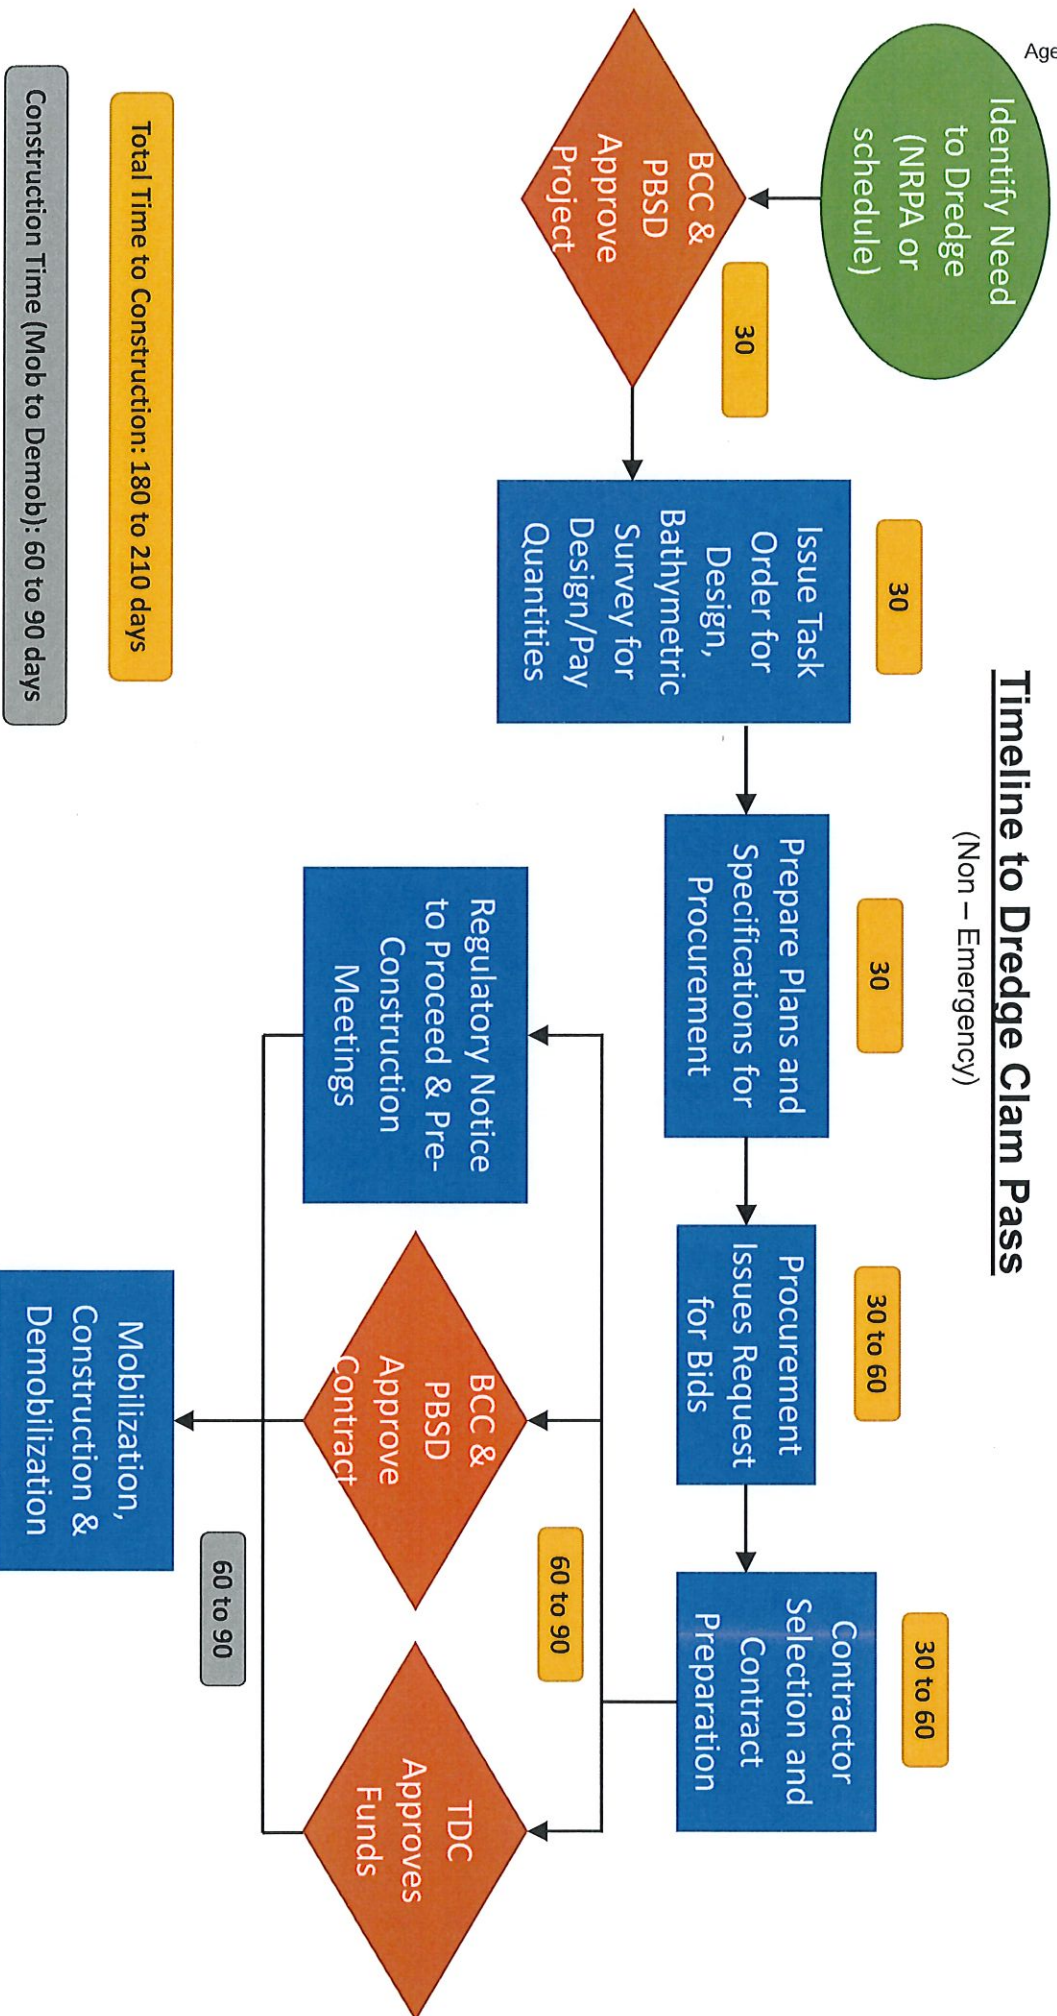 Age
Timeline to Dredge Clam Pass
(Non – Emergency)
Identify Need
to Dredge
(NRPA or
schedule)
30
BCC &
PBSD
Approve
Project
30
Issue Task
Order for
Design,
Bathymetric
Survey for
Design/Pay
Quantities
30
Prepare Plans and
Specifications for
Procurement
30 to 60
Procurement
Issues Request
for Bids
30 to 60
Contractor
Selection and
Contract
Preparation
60 to 90
Regulatory Notice
to Proceed & Pre-
Construction
Meetings
BCC &
PBSD
Approve
Contract
TDC
Approves
Funds
60 to 90
Mobilization,
Construction &
Demobilization
Total Time to Construction: 180 to 210 days
Construction Time (Mob to Demob): 60 to 90 days